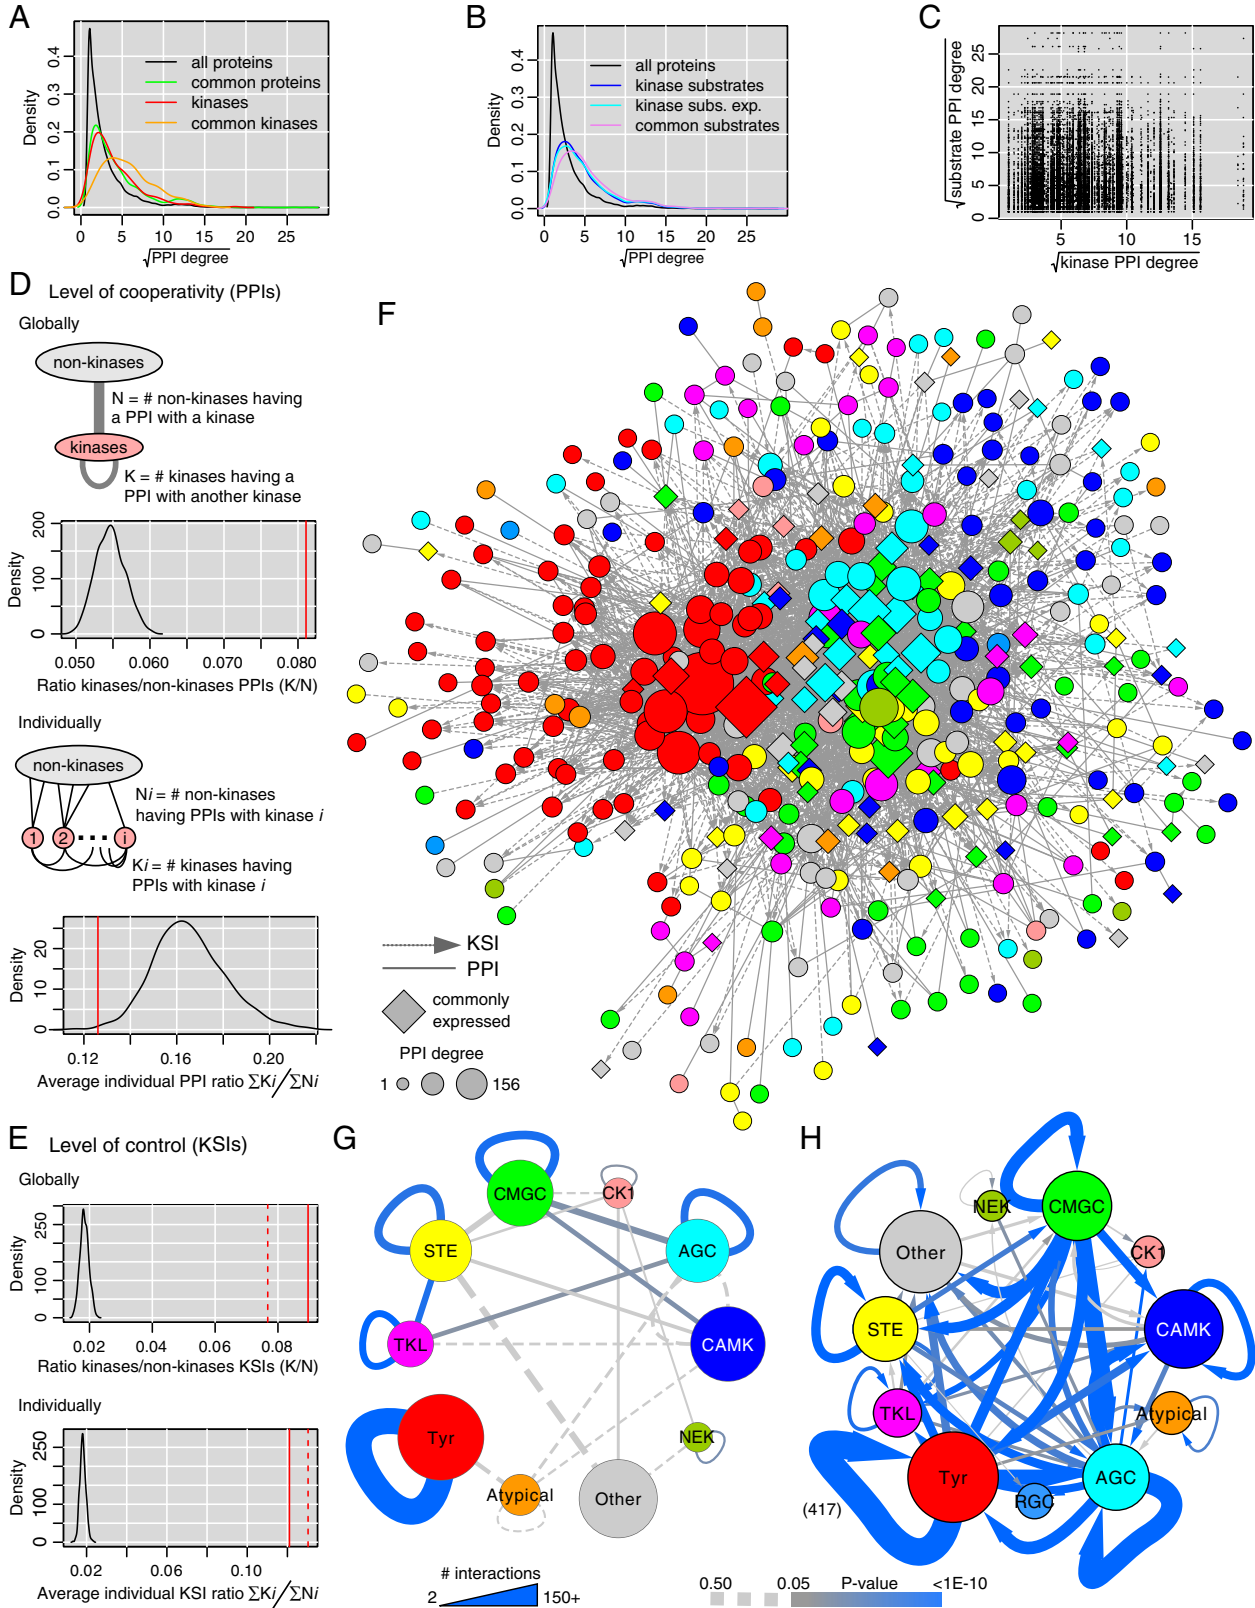 A
Density
0.0
0.1
0.2
0.3
0.4
all proteins
common proteins
kinases
common kinases
0 5 10 15 20 25
√PPI degree
B
Density
0.0
0.1
0.2
0.3
0.4
all proteins
kinase substrates
kinase subs. exp.
common substrates
0 5 10 15 20 25
√PPI degree
C
√substrate PPI degree
0
5
10
15
20
25
5 10 15
√kinase PPI degree
D Level of cooperativity (PPIs)
Globally
non-kinases
N = # non-kinases having
a PPI with a kinase
kinases
K = # kinases having a
PPI with another kinase
Density
0 100 200
0.050 0.060 0.070 0.080
Ratio kinases/non-kinases PPIs (K/N)
Individually
non-kinases
Ni = # non-kinases
having PPIs with kinase i
1 2 ... i
Ki = # kinases having
PPIs with kinase i
Density
0 10 20
0.12 0.16 0.20
Average individual PPI ratio ΣKi/ΣNi
E Level of control (KSIs)
Globally
Density
0 100 250
0.02 0.04 0.06 0.08
Ratio kinases/non-kinases KSIs (K/N)
Individually
Density
0 100 250
0.02 0.06 0.10
Average individual KSI ratio ΣKi/ΣNi
F
KSI
PPI
commonly
expressed
PPI degree
1 156
G
CMGC
CK1
STE
AGC
TKL
CAMK
Tyr
NEK
Atypical
Other
# interactions
2 150+
H
NEK
CMGC
Other
CK1
STE
CAMK
TKL
Atypical
Tyr
AGC
RGC
(417)
0.50 0.05 P-value <1E-10